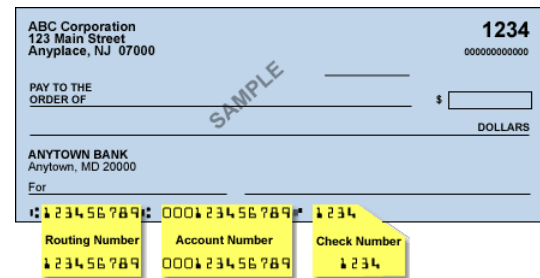 ABC Corporation
123 Main Street
Anyplace, NJ 07000
1234
000000000000
PAY TO THE
ORDER OF
$
SAMPLE
DOLLARS
ANYTOWN BANK
Anytown, MD 20000
For
⑆123456789⑆ 000123456789⑈ 1234
Routing Number
Account Number
Check Number
123456789
000123456789
1234